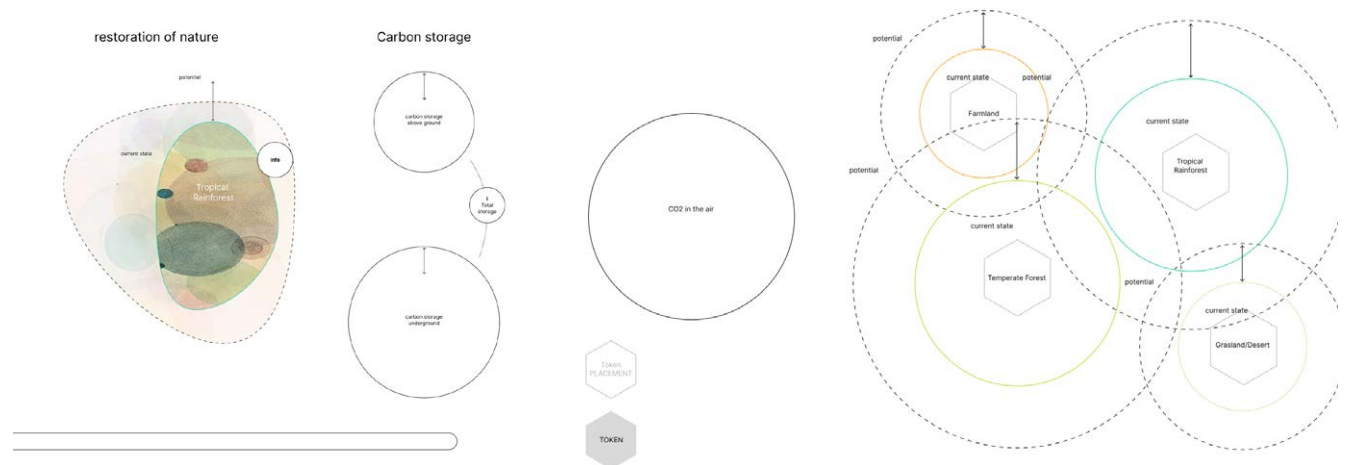 restoration of nature
potential
current state
info
Tropical
Rainforest
Carbon storage
carbon storage
above ground
Total
storage
carbon storage
underground
CO2 in the air
Token
PLACEMENT
TOKEN
potential
current state
potential
Farmland
potential
current state
Tropical
Rainforest
current state
Temperate Forest
potential
current state
Grasland/Desert